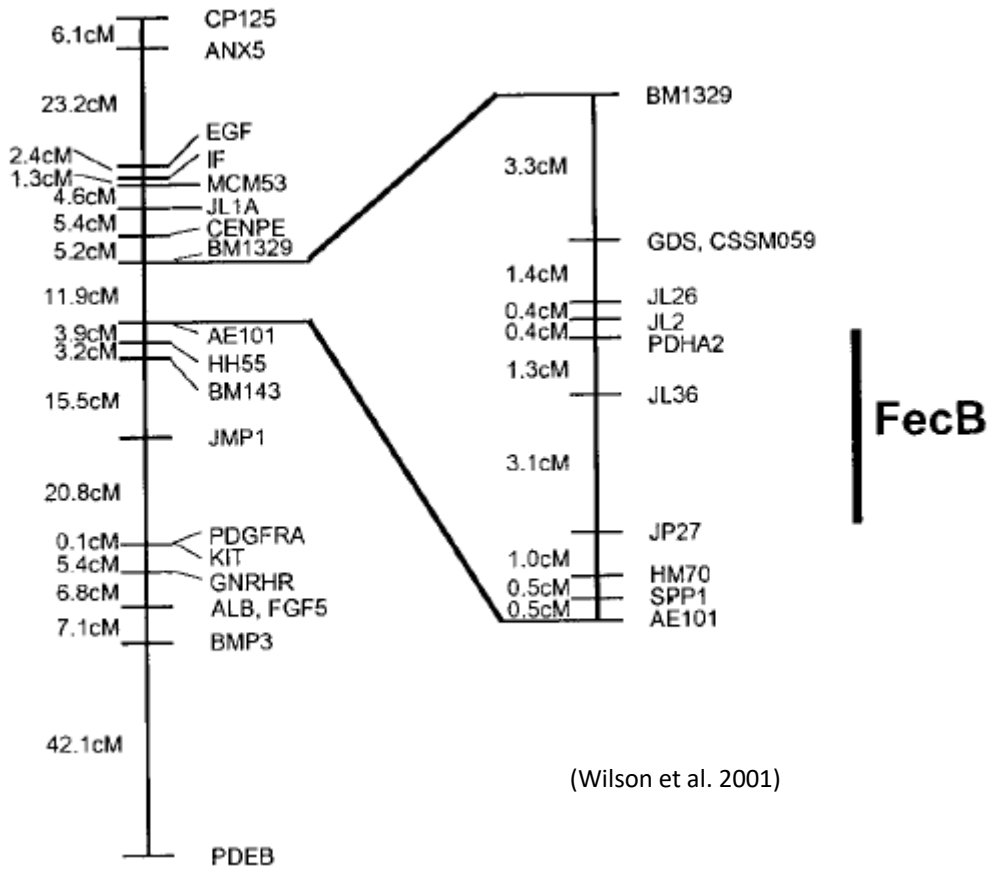 CP125
6.1cM
ANX5
23.2cM
EGF
2.4cM
IF
1.3cM
MCM53
4.6cM
JL1A
5.4cM
CENPE
5.2cM
BM1329
11.9cM
AE101
3.9cM
HH55
3.2cM
BM143
15.5cM
JMP1
20.8cM
PDGFRA
0.1cM
KIT
5.4cM
GNRHR
6.8cM
ALB, FGF5
7.1cM
BMP3
42.1cM
PDEB
BM1329
3.3cM
GDS, CSSM059
1.4cM
JL26
0.4cM
JL2
0.4cM
PDHA2
1.3cM
JL36
3.1cM
JP27
1.0cM
HM70
0.5cM
SPP1
0.5cM
AE101
FecB
(Wilson et al. 2001)